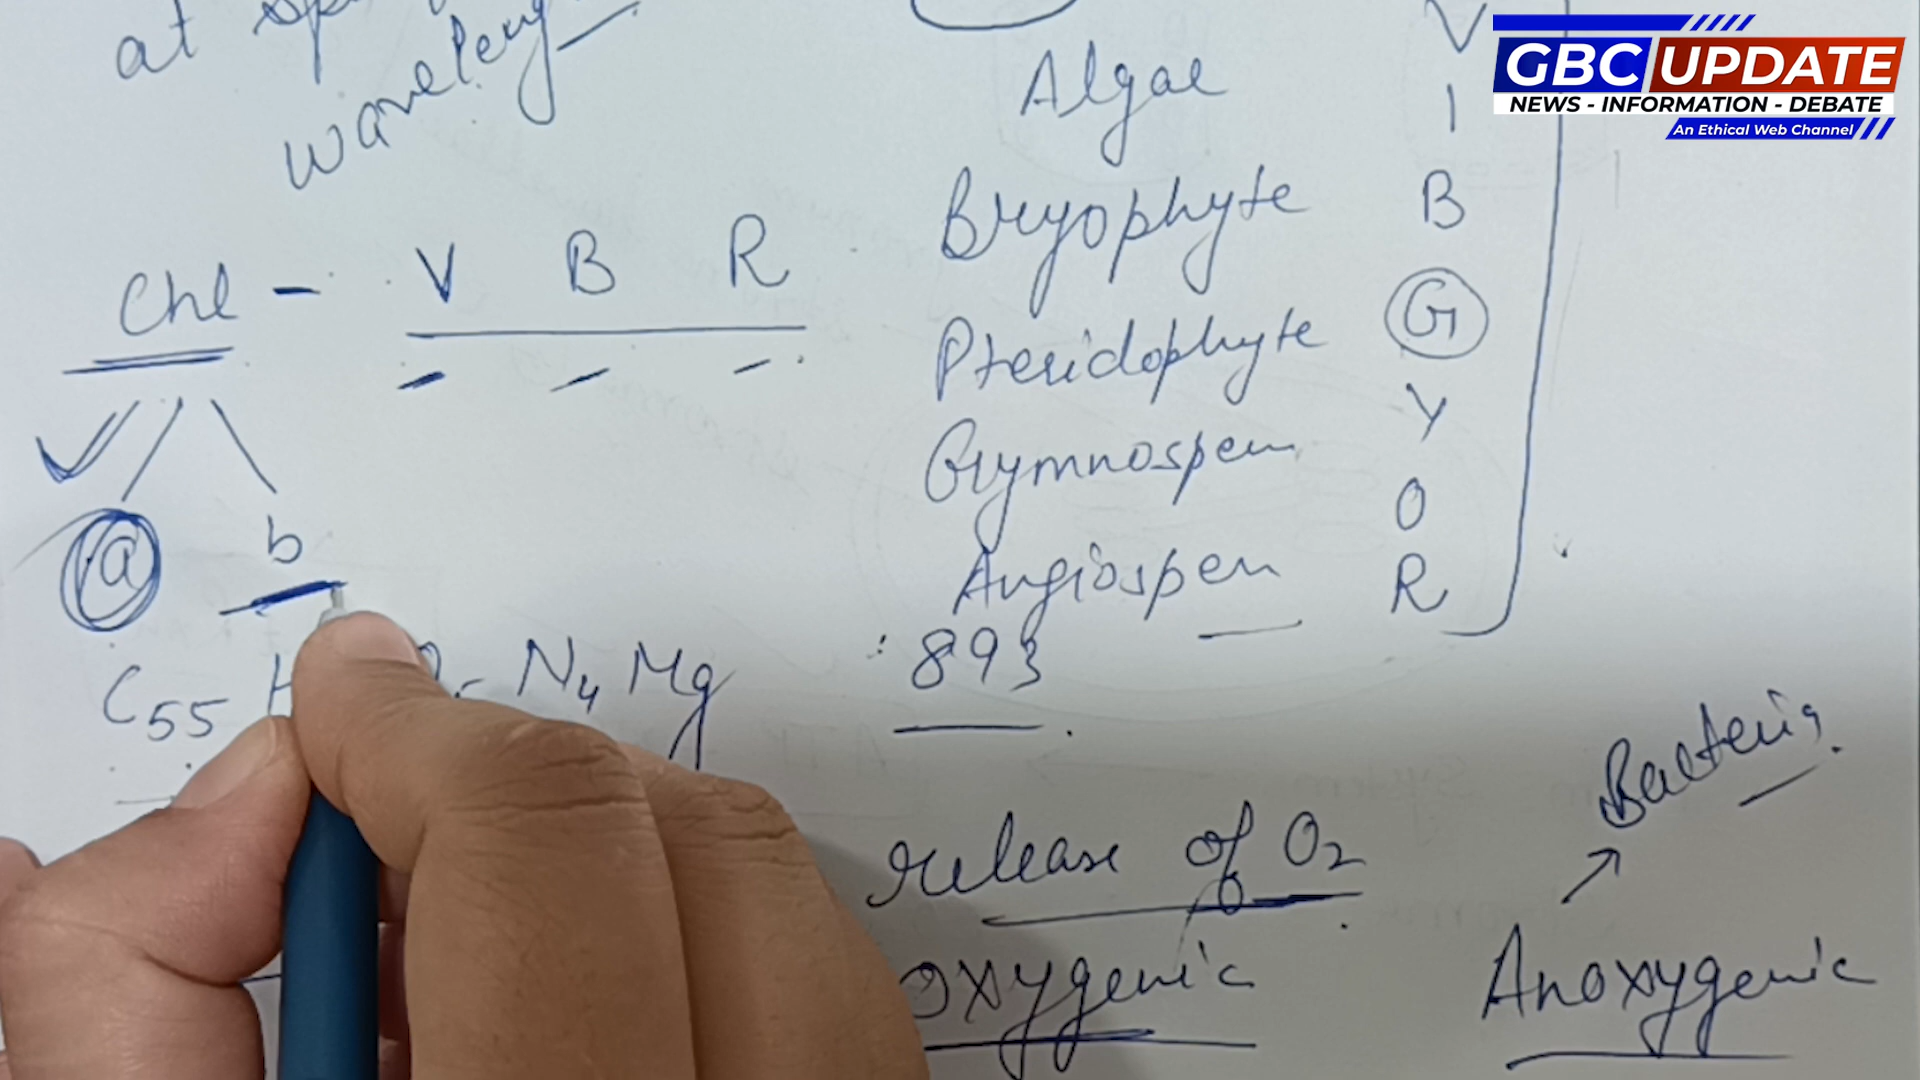 at
waveleng
Chl - V B R
a b
C55 H N4 Mg : 893
Algae
Bryophyte
Pteridophyte
Gymnosperm
Angiosperm
V
I
B
G
Y
O
R
release of O2
oxygenic
Bacteria
Anoxygenic
GBC UPDATE
NEWS - INFORMATION - DEBATE
An Ethical Web Channel